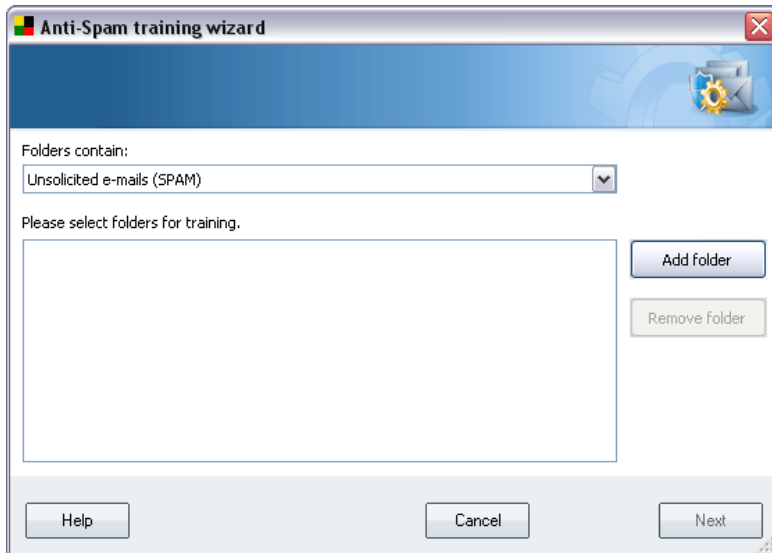 Anti-Spam training wizard
Folders contain:
Unsolicited e-mails (SPAM)
Please select folders for training.
Add folder
Remove folder
Help
Cancel
Next